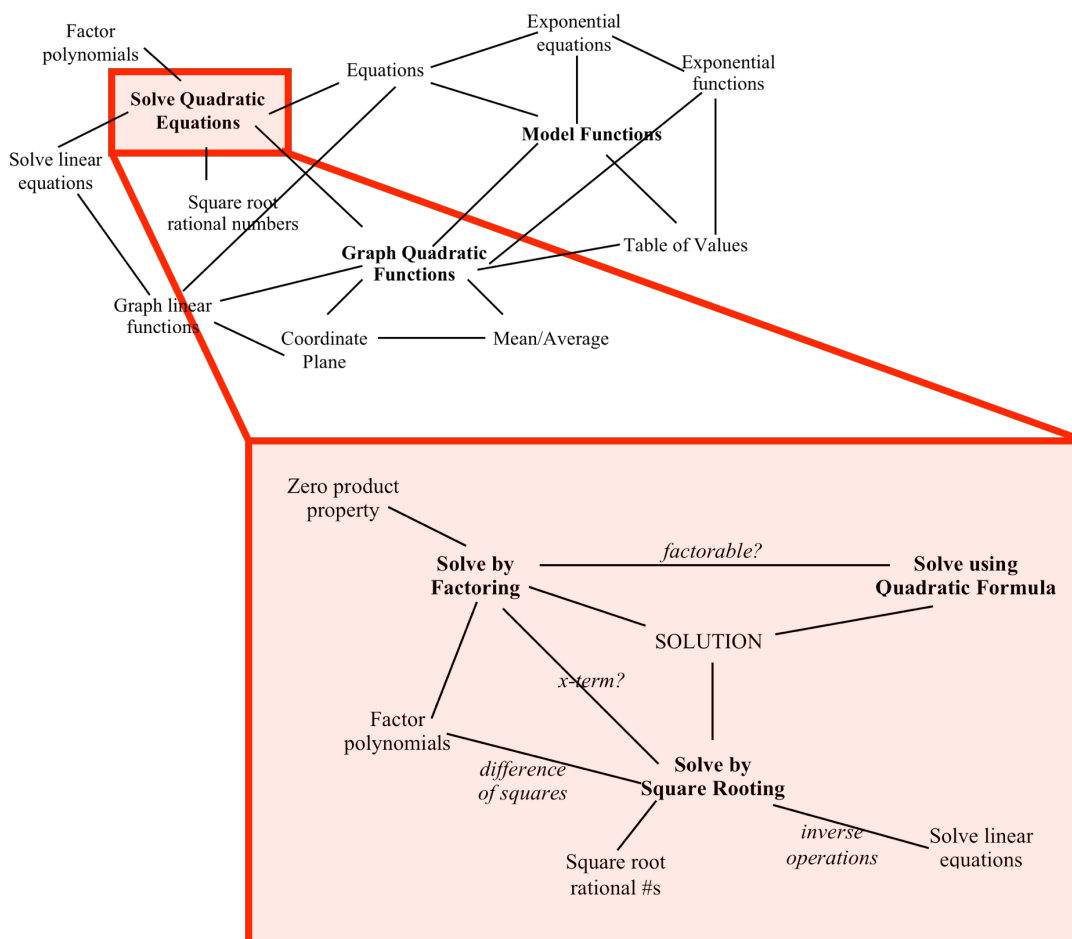 Factor
polynomials
Exponential
equations
Equations
Exponential
functions
Solve Quadratic
Equations
Model Functions
Solve linear
equations
Square root
rational numbers
Graph Quadratic
Functions
Table of Values
Graph linear
functions
Coordinate
Plane
Mean/Average
Zero product
property
factorable?
Solve by
Factoring
Solve using
Quadratic Formula
SOLUTION
x-term?
Factor
polynomials
difference
of squares
Solve by
Square Rooting
inverse
operations
Solve linear
equations
Square root
rational #s